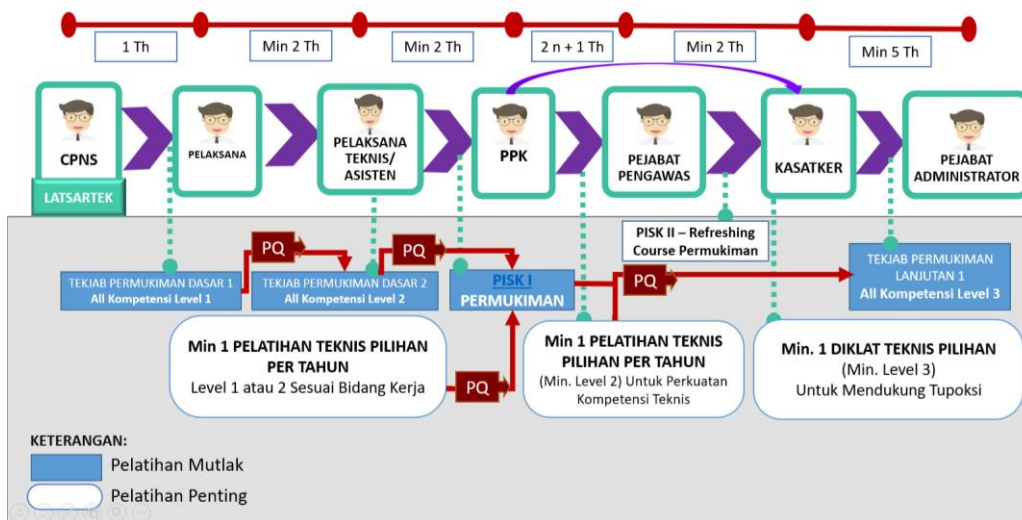 1 Th
Min 2 Th
Min 2 Th
2 n + 1 Th
Min 2 Th
Min 5 Th
CPNS
LATSARTEK
PELAKSANA
PELAKSANA
TEKNIS/
ASISTEN
PPK
PEJABAT
PENGAWAS
KASATKER
PEJABAT
ADMINISTRATOR
PISK II – Refreshing
Course Permukiman
PQ
PQ
PQ
TEKJAB PERMUKIMAN DASAR 1
All Kompetensi Level 1
TEKJAB PERMUKIMAN DASAR 2
All Kompetensi Level 2
PISK I
PERMUKIMAN
TEKJAB PERMUKIMAN
LANJUTAN 1
All Kompetensi Level 3
Min 1 PELATIHAN TEKNIS PILIHAN
PER TAHUN
Level 1 atau 2 Sesuai Bidang Kerja
PQ
Min 1 PELATIHAN TEKNIS
PILIHAN PER TAHUN
(Min. Level 2) Untuk Perkuatan
Kompetensi Teknis
Min. 1 DIKLAT TEKNIS PILIHAN
(Min. Level 3)
Untuk Mendukung Tupoksi
KETERANGAN:
Pelatihan Mutlak
Pelatihan Penting